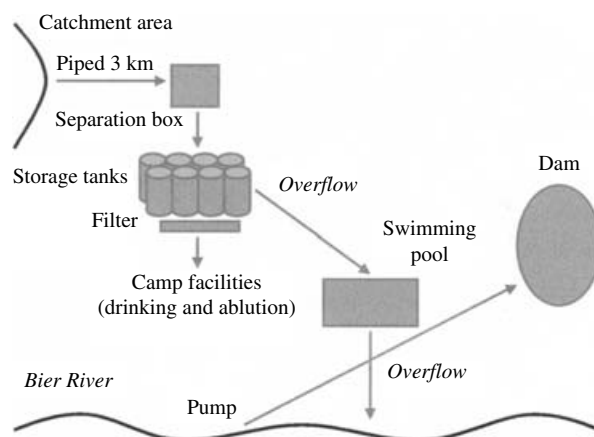 Catchment area
Piped 3 km
Separation box
Storage tanks
Overflow
Dam
Filter
Swimming
pool
Camp facilities
(drinking and ablution)
Bier River
Overflow
Pump